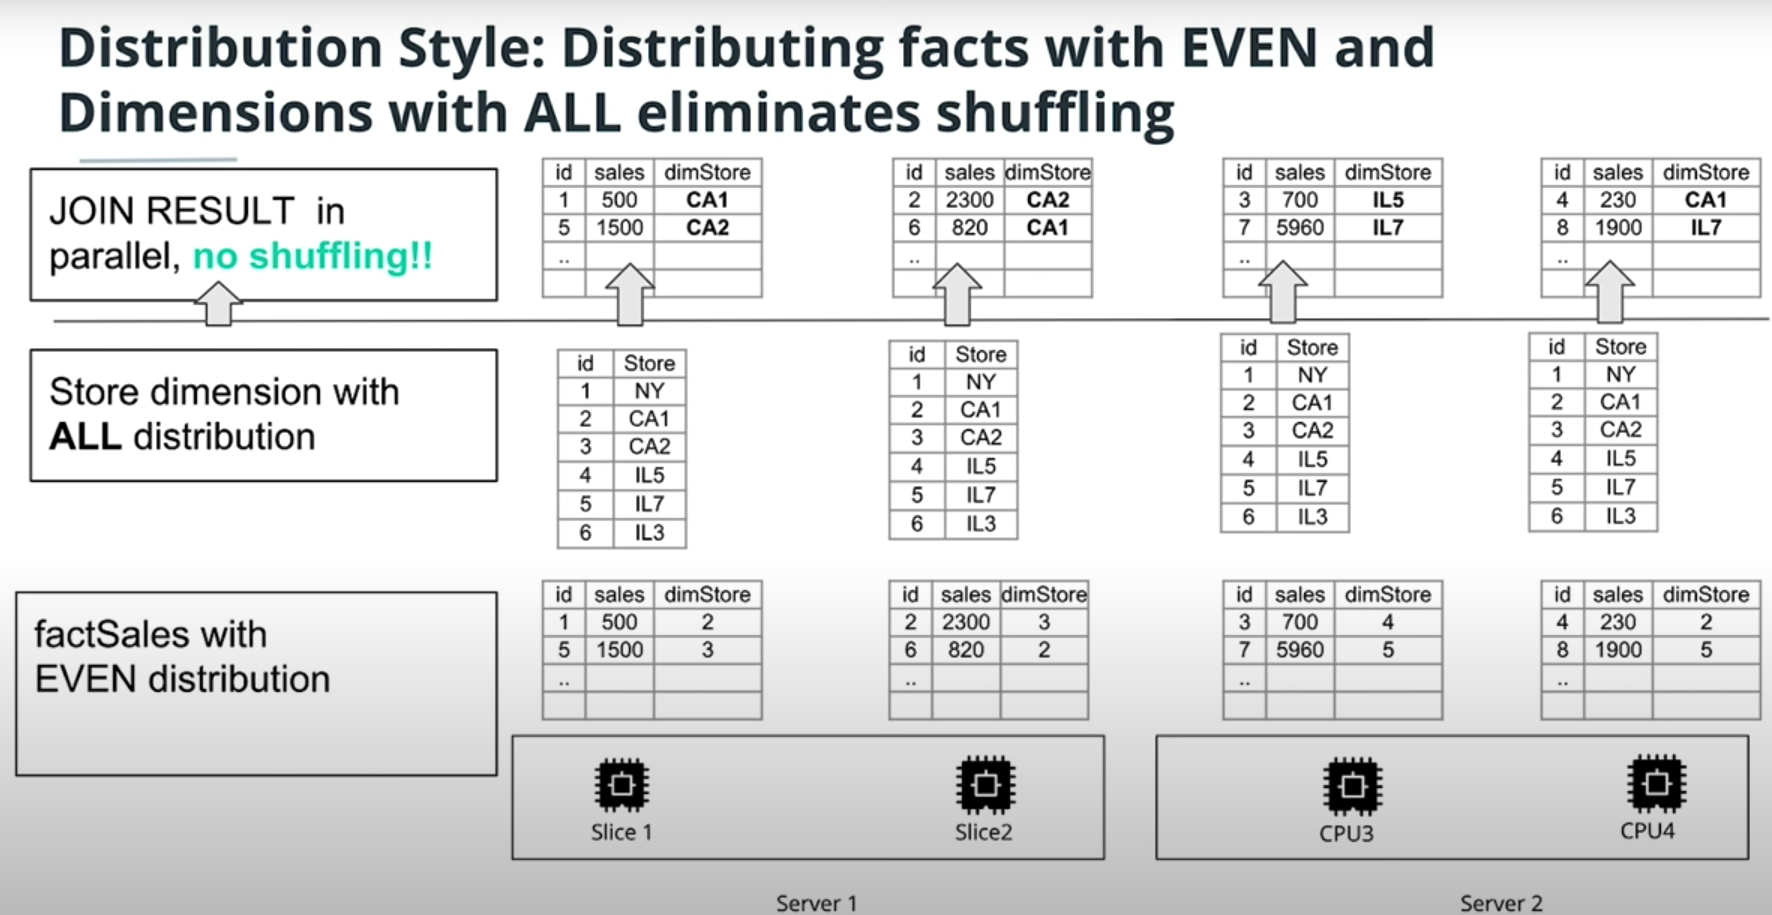 Distribution Style: Distributing facts with EVEN and
Dimensions with ALL eliminates shuffling
JOIN RESULT in
parallel, no shuffling!!
id sales dimStore
1 500 CA1
5 1500 CA2
..
id sales dimStore
2 2300 CA2
6 820 CA1
..
id sales dimStore
3 700 IL5
7 5960 IL7
..
id sales dimStore
4 230 CA1
8 1900 IL7
..
Store dimension with
ALL distribution
id Store
1 NY
2 CA1
3 CA2
4 IL5
5 IL7
6 IL3
id Store
1 NY
2 CA1
3 CA2
4 IL5
5 IL7
6 IL3
id Store
1 NY
2 CA1
3 CA2
4 IL5
5 IL7
6 IL3
id Store
1 NY
2 CA1
3 CA2
4 IL5
5 IL7
6 IL3
factSales with
EVEN distribution
id sales dimStore
1 500 2
5 1500 3
..
id sales dimStore
2 2300 3
6 820 2
..
id sales dimStore
3 700 4
7 5960 5
..
id sales dimStore
4 230 2
8 1900 5
..
Slice 1
Slice2
CPU3
CPU4
Server 1
Server 2